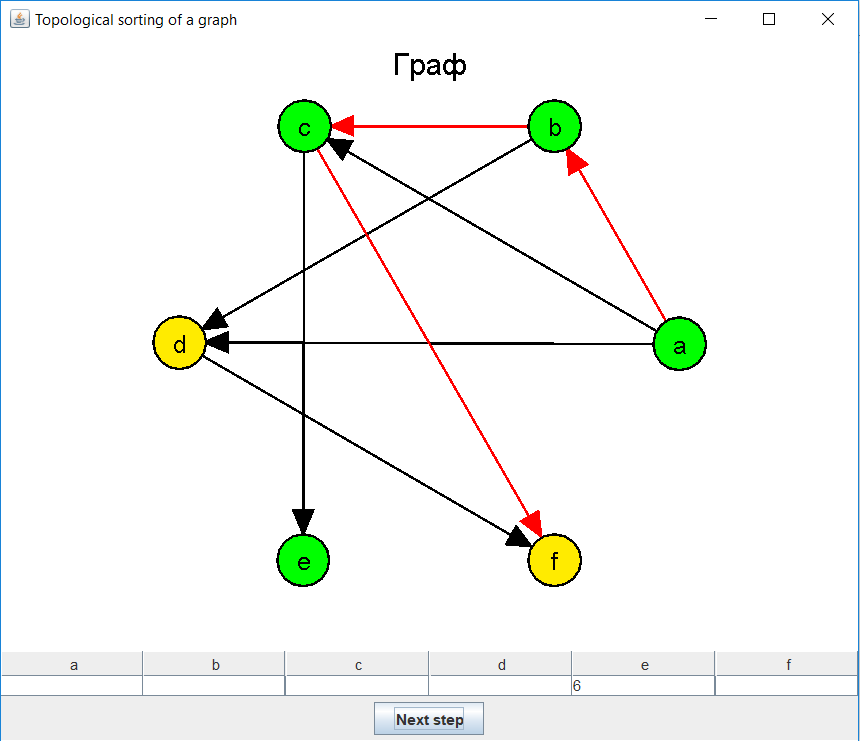 Topological sorting of a graph
Граф
c b
d a
e f
a b c d e f
6
Next step